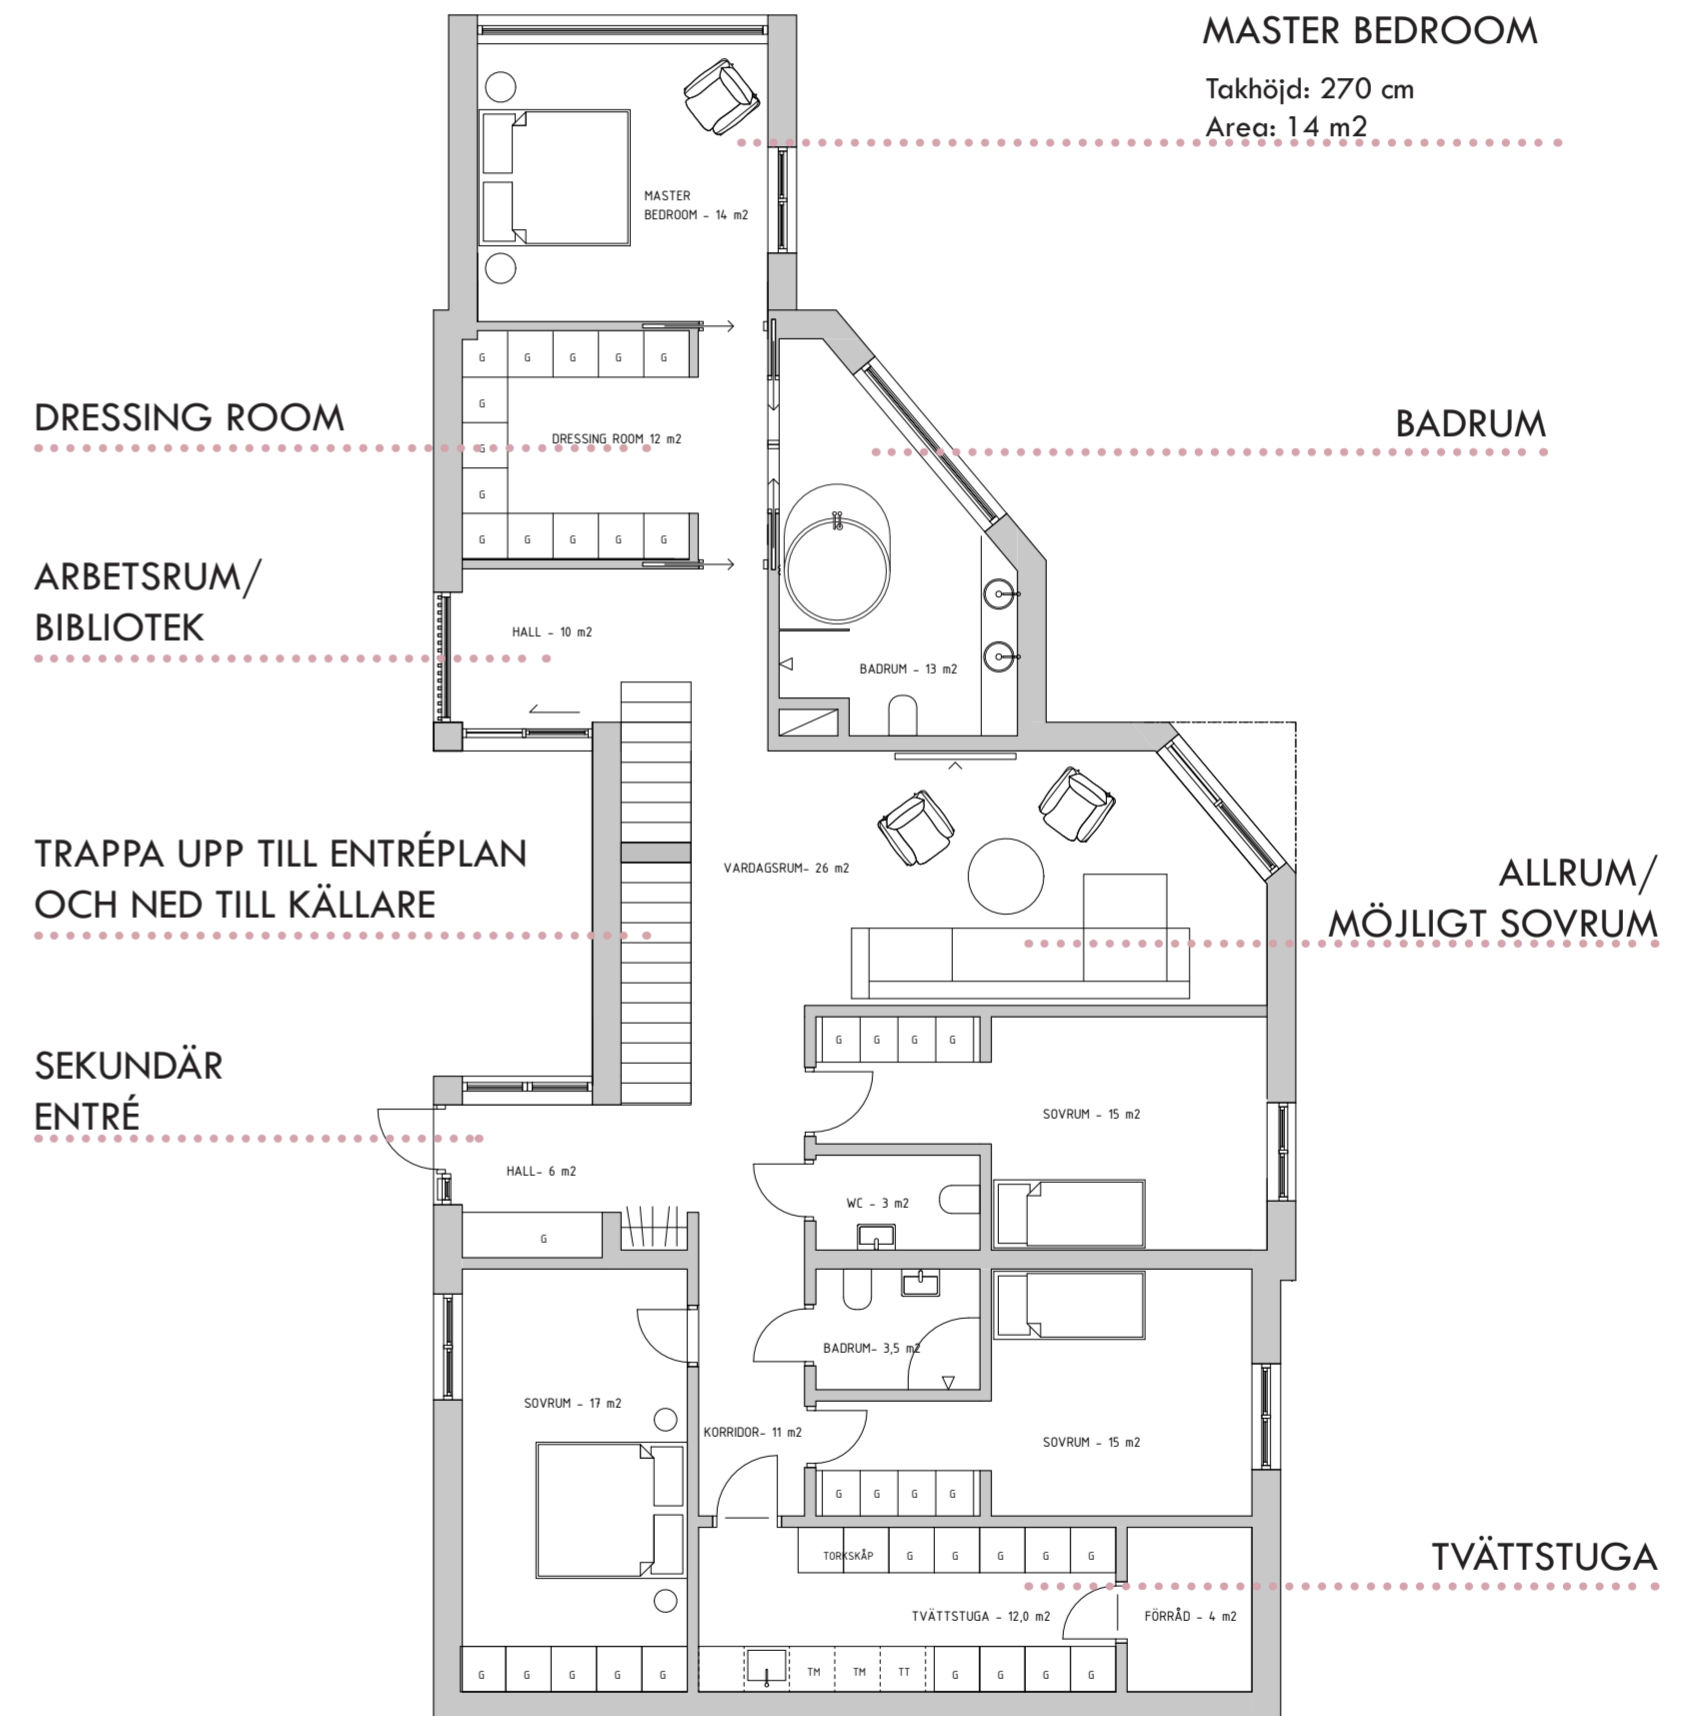 MASTER BEDROOM
Takhöjd: 270 cm
Area: 14 m2
MASTER
BEDROOM - 14 m2
G G G G G
G
DRESSING ROOM
DRESSING ROOM 12 m2
BADRUM
G
G
G G G G G
ARBETSRUM/
BIBLIOTEK
HALL - 10 m2
BADRUM - 13 m2
TRAPPA UPP TILL ENTRÉPLAN
OCH NED TILL KÄLLARE
VARDAGSRUM- 26 m2
ALLRUM/
MÖJLIGT SOVRUM
G G G G
SEKUNDÄR
ENTRÉ
SOVRUM - 15 m2
HALL- 6 m2
WC - 3 m2
G
BADRUM- 3,5 m2
SOVRUM - 17 m2
KORRIDOR- 11 m2
SOVRUM - 15 m2
G G G G
TVÄTTSTUGA
TORKSKÅP G G G G G
TVÄTTSTUGA - 12,0 m2
FÖRRÅD - 4 m2
G G G G G
TM TM TT G G G G